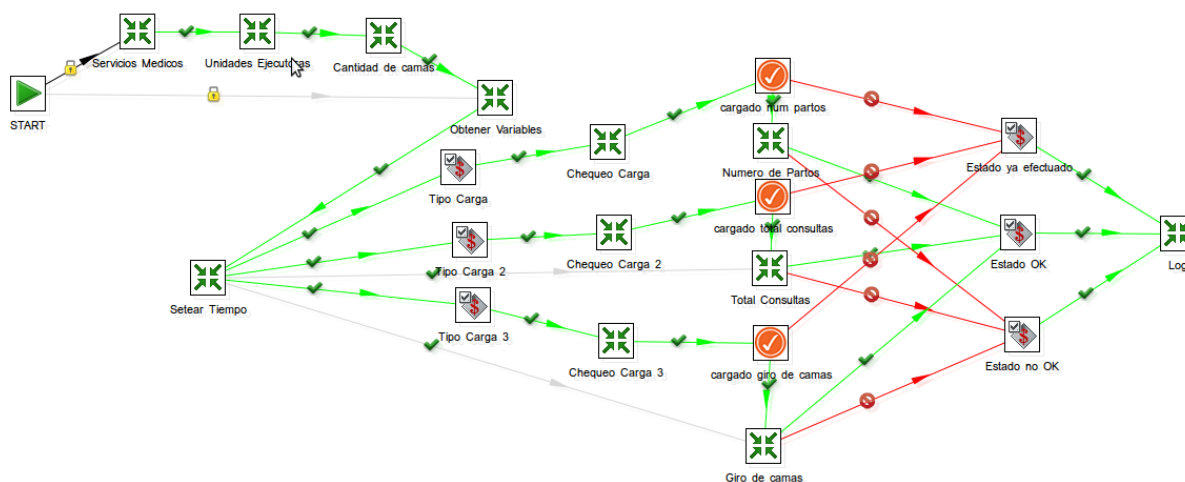 Servicios Medicos
Unidades Ejecutoras
Cantidad de camas
START
Obtener Variables
cargado num partos
Tipo Carga
Chequeo Carga
Numero de Partos
Estado ya efectuado
cargado total consultas
Tipo Carga 2
Chequeo Carga 2
Estado OK
Log
Setear Tiempo
Total Consultas
Tipo Carga 3
Chequeo Carga 3
cargado giro de camas
Estado no OK
Giro de camas